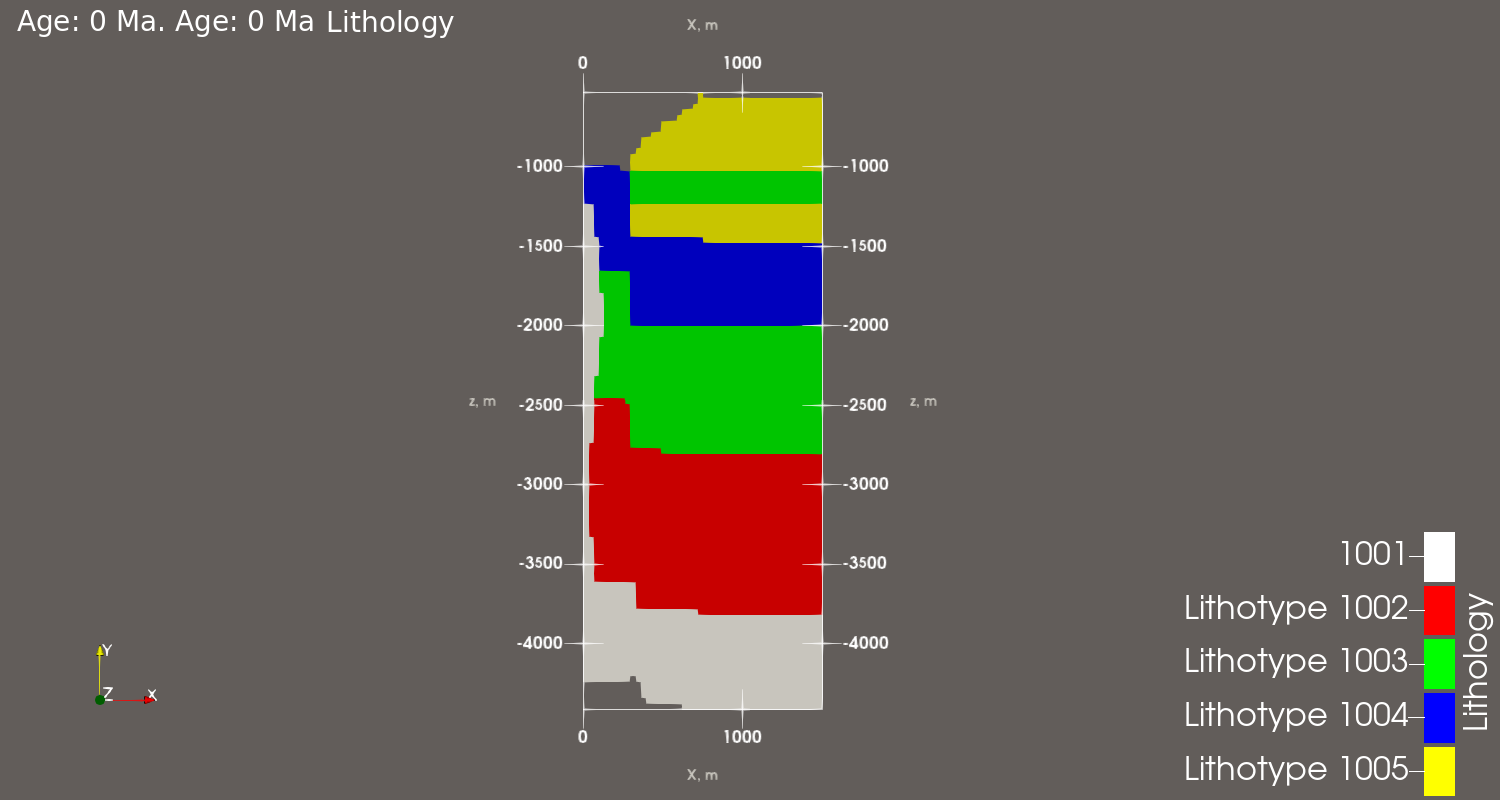 Age: 0 Ma. Age: 0 Ma Lithology
X, m
0 1000
-1000 -1000
-1500 -1500
-2000 -2000
z, m -2500 -2500 z, m
-3000 -3000
-3500 -3500
-4000 -4000
0 1000
X, m
Y
Z X
1001
Lithotype 1002
Lithotype 1003
Lithotype 1004
Lithotype 1005
Lithology